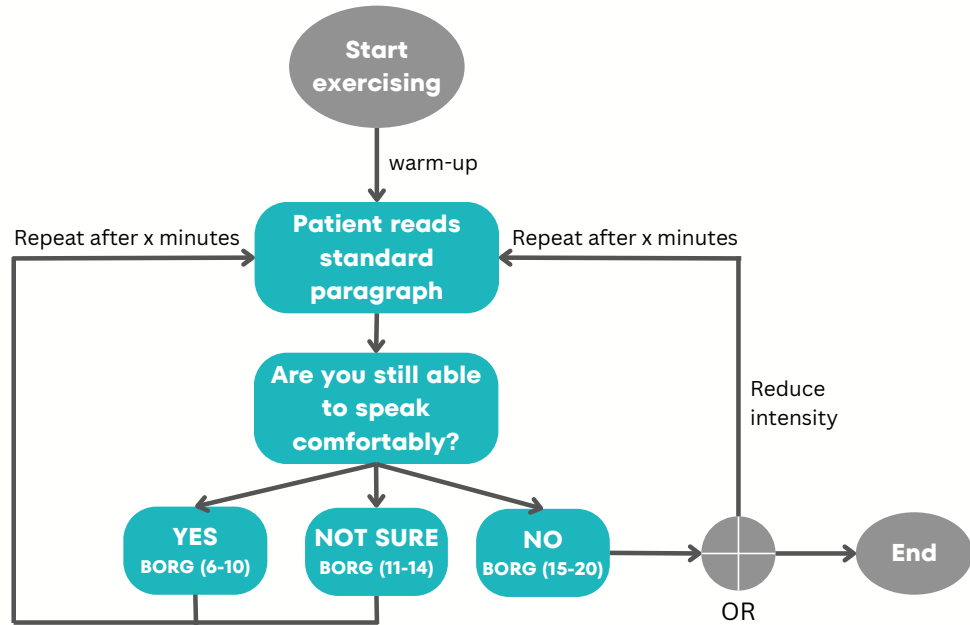 Start
exercising
warm-up
Repeat after x minutes
Patient reads
standard
paragraph
Repeat after x minutes
Are you still able
to speak
comfortably?
Reduce
intensity
YES
BORG (6-10)
NOT SURE
BORG (11-14)
NO
BORG (15-20)
OR
End